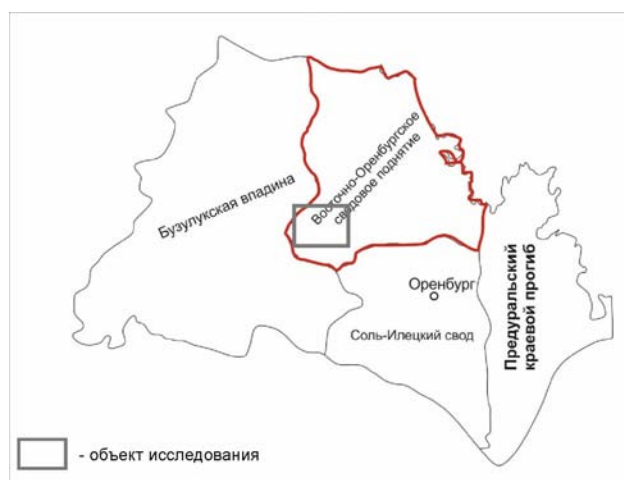 Бузулукская впадина
Восточно-Оренбургское
сводовое поднятие
Оренбург
Соль-Илецкий свод
Предуральский
краевой прогиб
- объект исследования